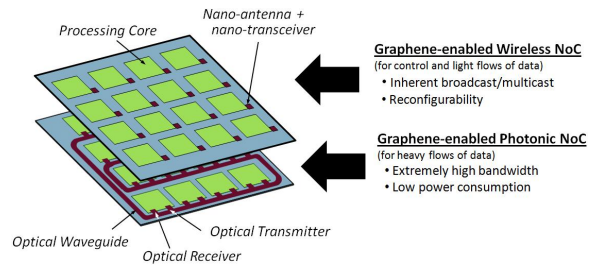 Nano-antenna +
nano-transceiver
Processing Core
Graphene-enabled Wireless NoC
(for control and light flows of data)
• Inherent broadcast/multicast
• Reconfigurability
Graphene-enabled Photonic NoC
(for heavy flows of data)
• Extremely high bandwidth
• Low power consumption
Optical Transmitter
Optical Waveguide
Optical Receiver